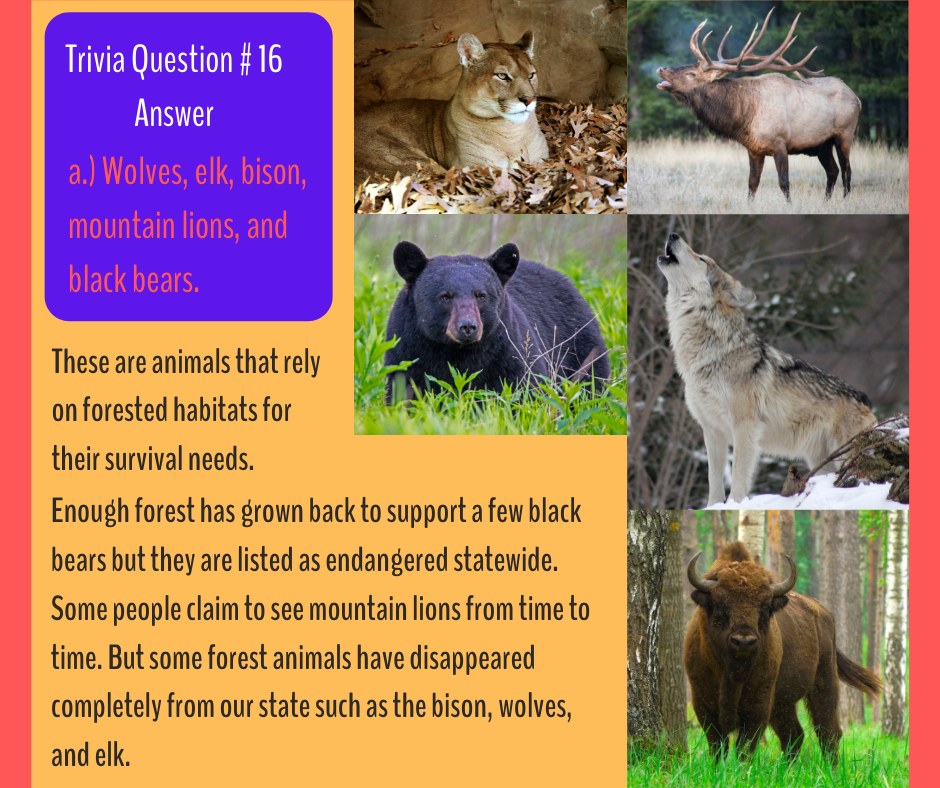 Trivia Question # 16
Answer
a.) Wolves, elk, bison,
mountain lions, and
black bears.
These are animals that rely
on forested habitats for
their survival needs.
Enough forest has grown back to support a few black
bears but they are listed as endangered statewide.
Some people claim to see mountain lions from time to
time. But some forest animals have disappeared
completely from our state such as the bison, wolves,
and elk.